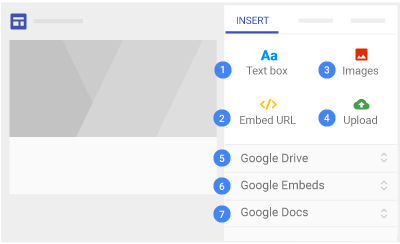 INSERT
Aa
1 Text box
3 Images
</>
2 Embed URL
4 Upload
5 Google Drive
6 Google Embeds
7 Google Docs